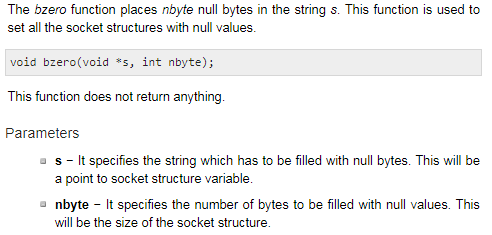 The bzero function places nbyte null bytes in the string s. This function is used to
set all the socket structures with null values.
void bzero(void *s, int nbyte);
This function does not return anything.
Parameters
s − It specifies the string which has to be filled with null bytes. This will be
a point to socket structure variable.
nbyte − It specifies the number of bytes to be filled with null values. This
will be the size of the socket structure.